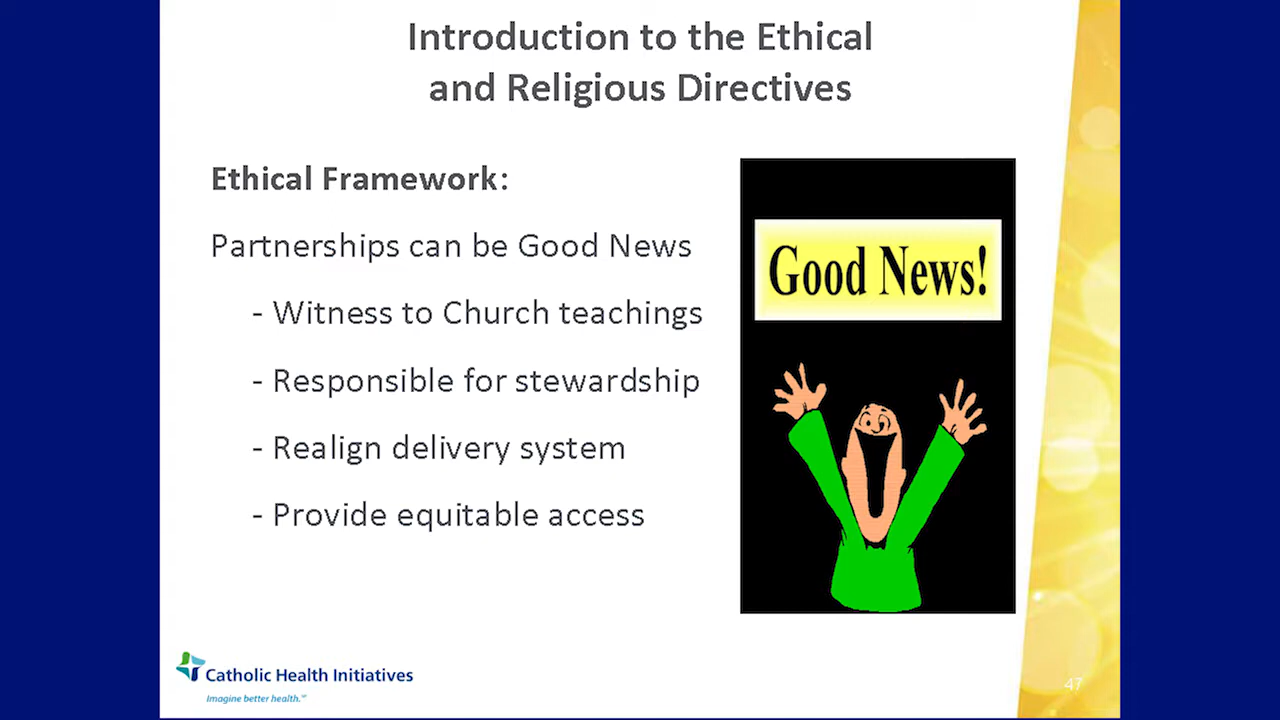 Introduction to the Ethical
and Religious Directives
Ethical Framework:
Partnerships can be Good News
- Witness to Church teachings
- Responsible for stewardship
- Realign delivery system
- Provide equitable access
Good News!
Catholic Health Initiatives
Imagine better health.℠
47